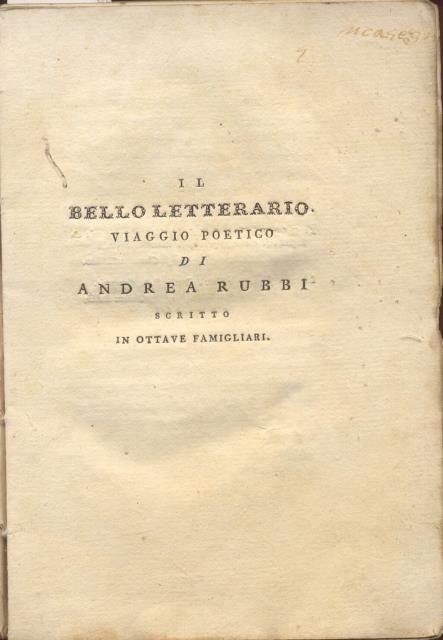 IL
BELLO LETTERARIO.
VIAGGIO POETICO
DI
ANDREA RUBBI
SCRITTO
IN OTTAVE FAMIGLIARI.